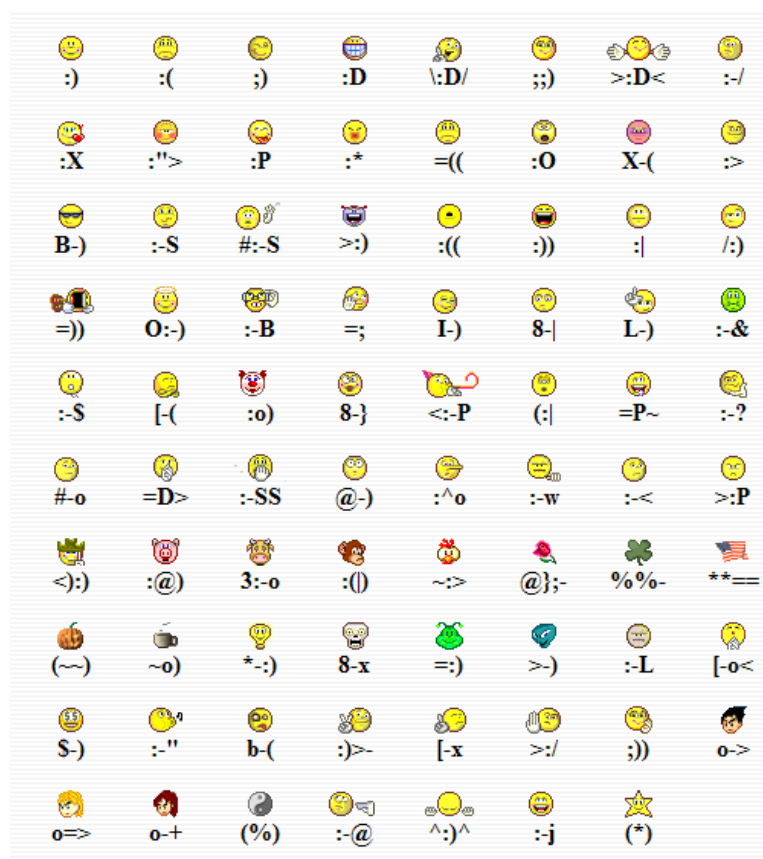 :) :( ;) :D \:D/ ;;) >:D< :-/
:X :"> :P :* =(( :O X-( :>
B-) :-S #:-S >:) :(( :)) :| /:)
=)) O:-) :-B =; I-) 8-| L-) :-&
:-$ [-( :o) 8-} <:-P (:| =P~ :-?
#-o =D> :-SS @-) :^o :-w :-< >:P
<):) :@) 3:-o :(|) ~:> @};- %%- **==
(~~) ~o) *-:) 8-x =:) >-) :-L [-o<
$-) :-" b-( :)>- [-x >:/ ;)) o->
o=> o-+ (%) :-@ ^:)^ :-j (*)